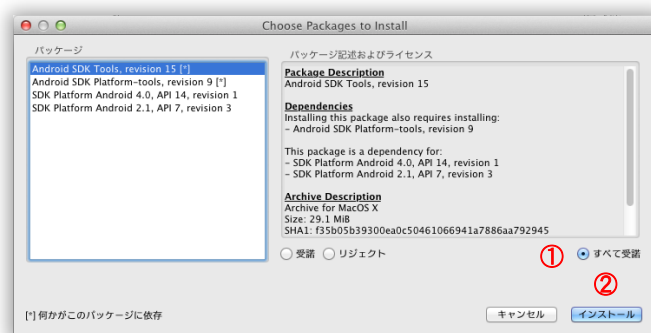 Choose Packages to Install
パッケージ
Android SDK Tools, revision 15 [*]
Android SDK Platform-tools, revision 9 [*]
SDK Platform Android 4.0, API 14, revision 1
SDK Platform Android 2.1, API 7, revision 3
パッケージ記述およびライセンス
Package Description
Android SDK Tools, revision 15
Dependencies
Installing this package also requires installing:
- Android SDK Platform-tools, revision 9
This package is a dependency for:
- SDK Platform Android 4.0, API 14, revision 1
- SDK Platform Android 2.1, API 7, revision 3
Archive Description
Archive for MacOS X
Size: 29.1 MiB
SHA1: f35b05b39300ea0c50461066941a7886aa792945
受諾 リジェクト ① すべて受諾
②
[*] 何かがこのパッケージに依存 キャンセル インストール